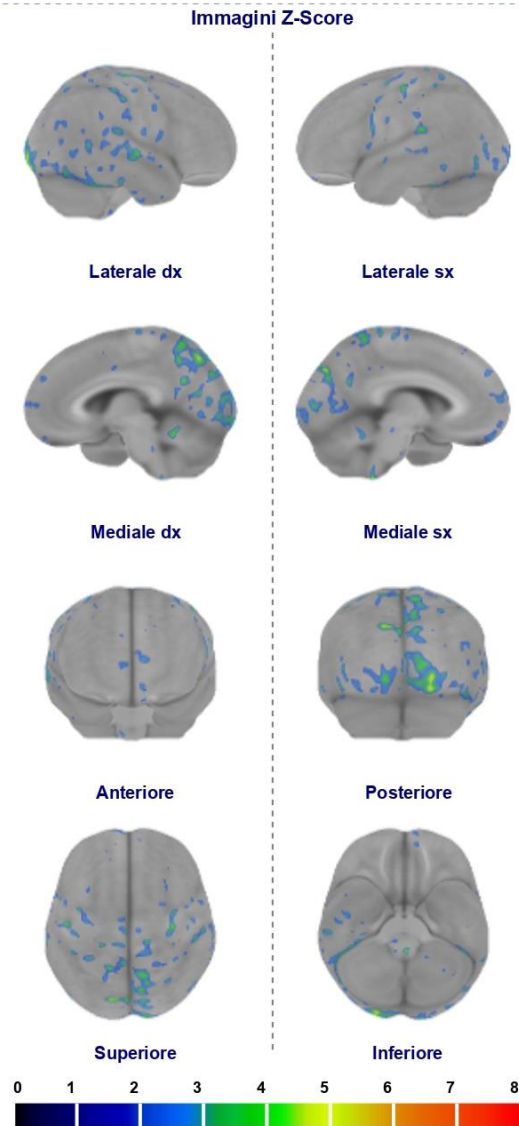 Immagini Z-Score
Laterale dx
Laterale sx
Mediale dx
Mediale sx
Anteriore
Posteriore
Superiore
Inferiore
0 1 2 3 4 5 6 7 8